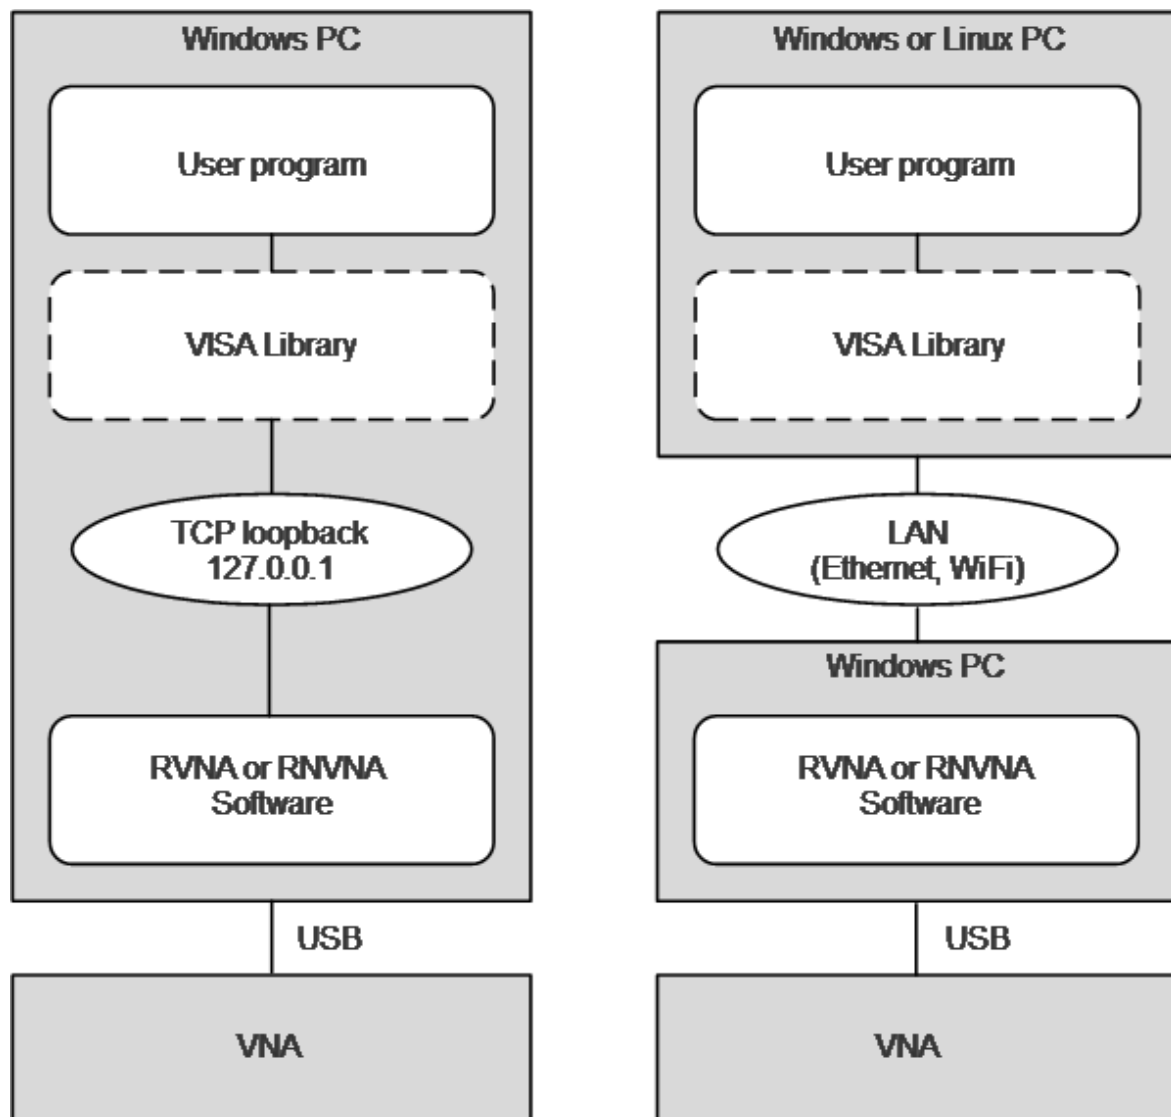 Windows PC
User program
VISA Library
TCP loopback
127.0.0.1
RVNA or RNVNA
Software
USB
VNA
Windows or Linux PC
User program
VISA Library
LAN
(Ethernet, WiFi)
Windows PC
RVNA or RNVNA
Software
USB
VNA